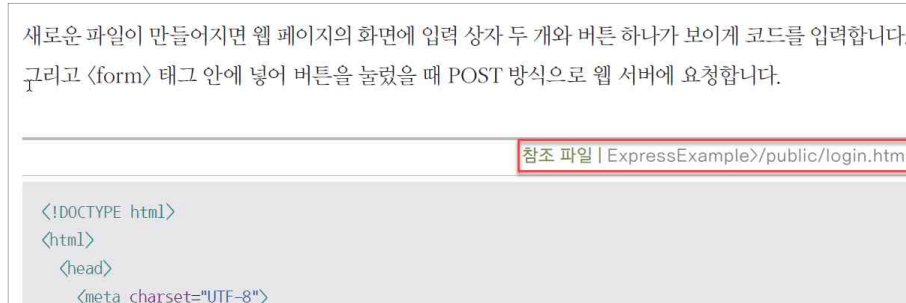 새로운 파일이 만들어지면 웹 페이지의 화면에 입력 상자 두 개와 버튼 하나가 보이게 코드를 입력합니다.
그리고 〈form〉 태그 안에 넣어 버튼을 눌렀을 때 POST 방식으로 웹 서버에 요청합니다.
참조 파일 | ExpressExample>/public/login.htm
<!DOCTYPE html>
<html>
<head>
<meta charset="UTF-8">